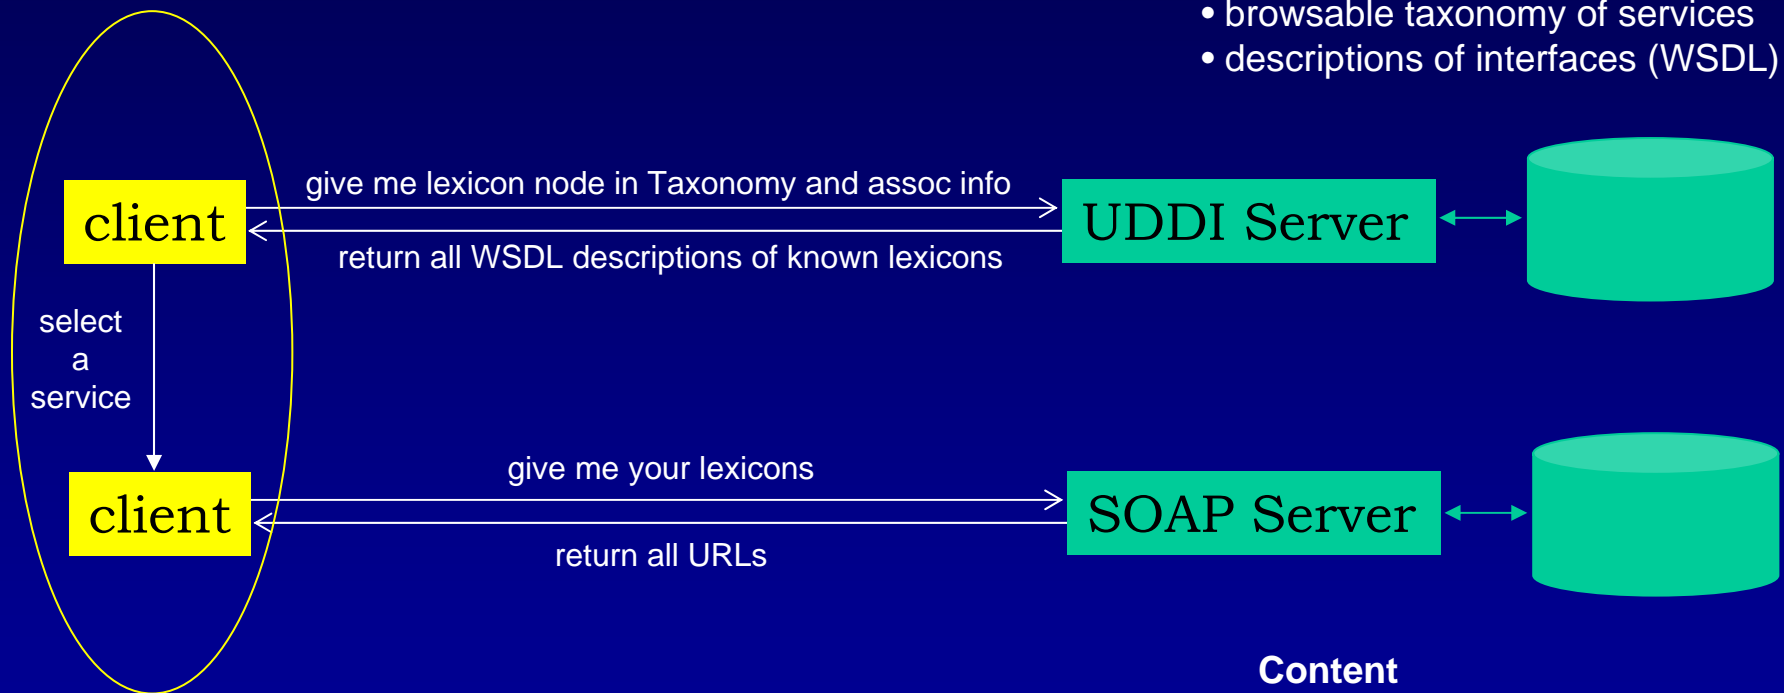 • browsable taxonomy of services
• descriptions of interfaces (WSDL)
give me lexicon node in Taxonomy and assoc info
client
UDDI Server
return all WSDL descriptions of known lexicons
select
a
service
give me your lexicons
client
SOAP Server
return all URLs
Content